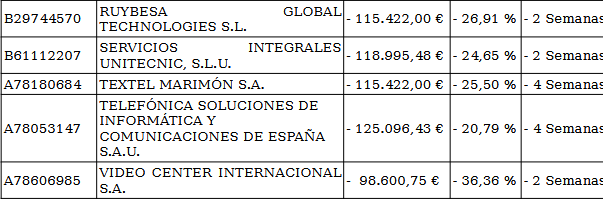 B29744570 RUYBESA GLOBAL TECHNOLOGIES S.L. - 115.422,00 € - 26,91 % - 2 Semanas
B61112207 SERVICIOS INTEGRALES UNITECNIC, S.L.U. - 118.995,48 € - 24,65 % - 2 Semanas
A78180684 TEXTEL MARIMÓN S.A. - 115.422,00 € - 25,50 % - 4 Semanas
A78053147 TELEFÓNICA SOLUCIONES DE INFORMÁTICA Y COMUNICACIONES DE ESPAÑA S.A.U. - 125.096,43 € - 20,79 % - 4 Semanas
A78606985 VIDEO CENTER INTERNACIONAL S.A. - 98.600,75 € - 36,36 % - 2 Semanas